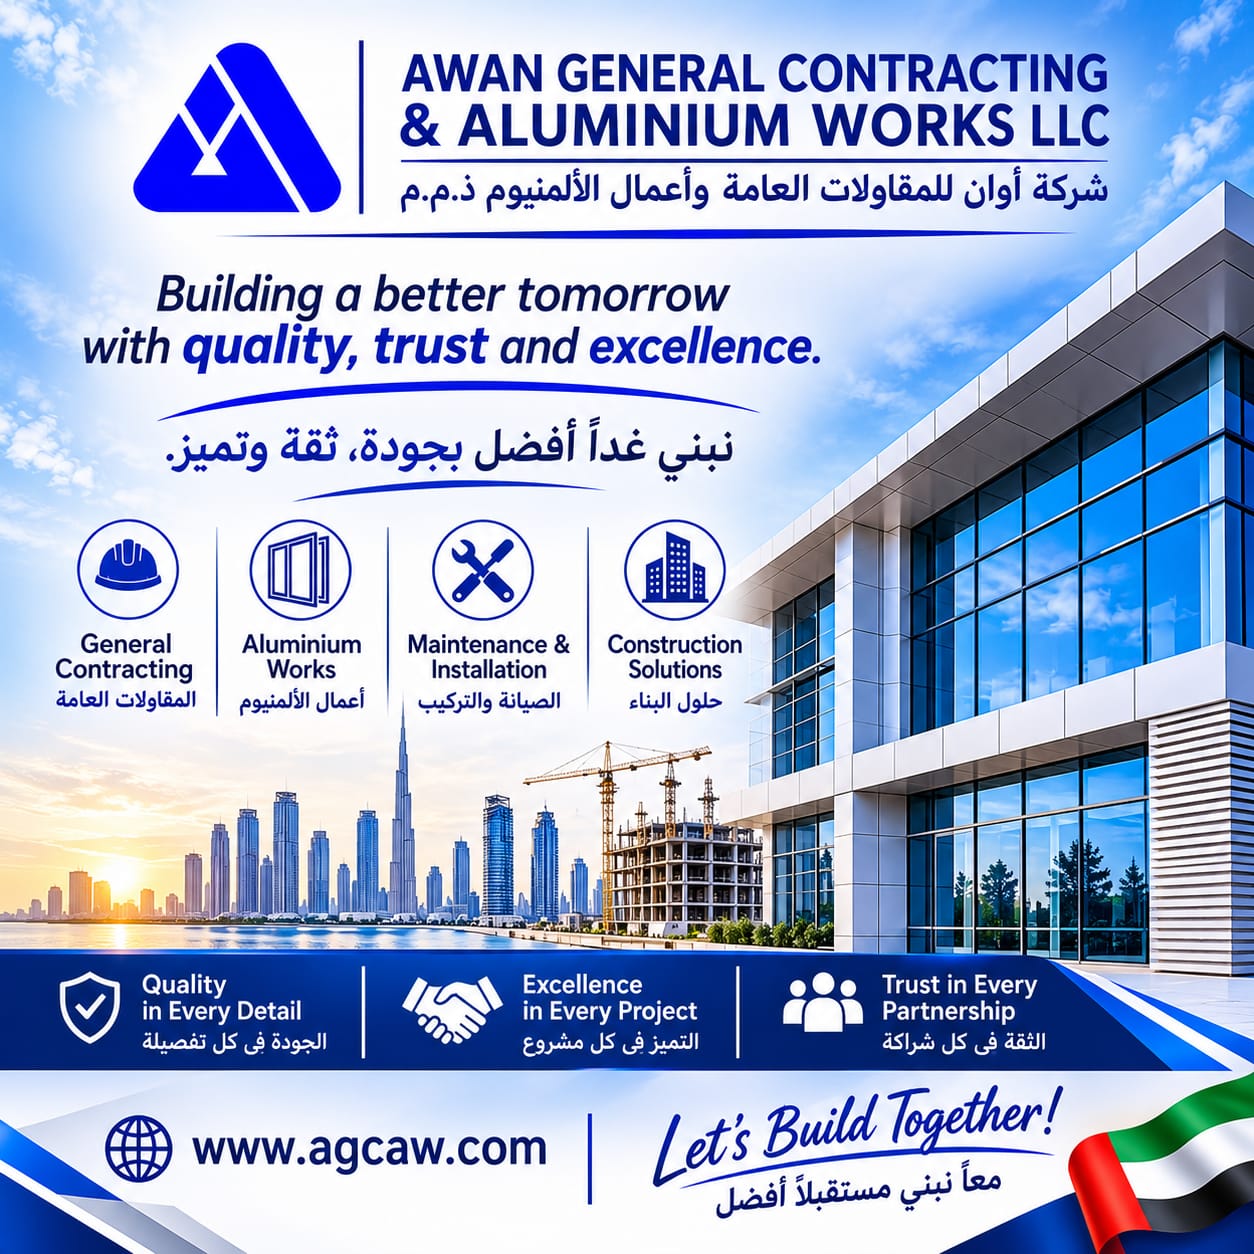 AWAN GENERAL CONTRACTING
& ALUMINIUM WORKS LLC
شركة أوان للمقاولات العامة وأعمال الألمنيوم ذ.م.م
Building a better tomorrow
with quality, trust and excellence.
نبني غداً أفضل بجودة، ثقة وتميز.
General
Contracting
المقاولات العامة
Aluminium
Works
أعمال الألمنيوم
Maintenance &
Installation
الصيانة والتركيب
Construction
Solutions
حلول البناء
Quality
in Every Detail
الجودة في كل تفصيلة
Excellence
in Every Project
التميز في كل مشروع
Trust in Every
Partnership
الثقة في كل شراكة
www.agcaw.com
Let's Build Together!
معاً نبني مستقبلاً أفضل